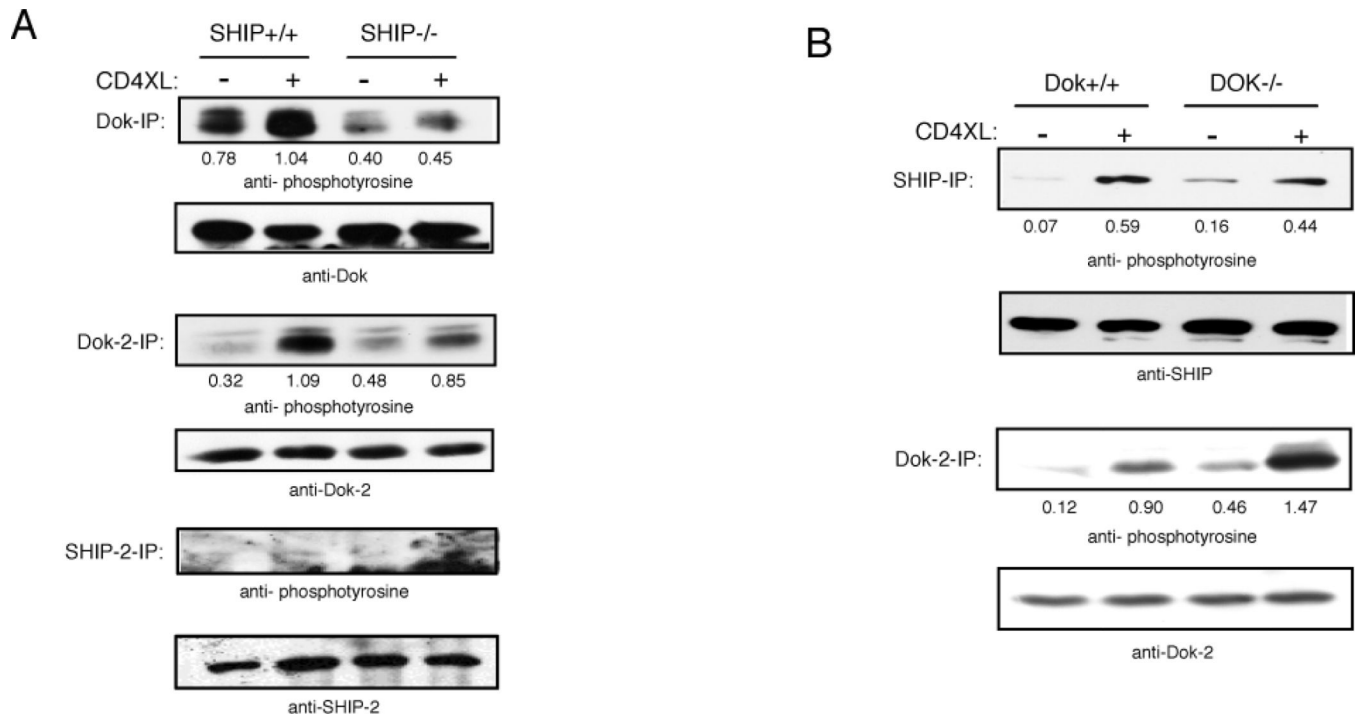 A
SHIP+/+ SHIP-/-
CD4XL: - + - +
Dok-IP:
0.78 1.04 0.40 0.45
anti- phosphotyrosine
anti-Dok
Dok-2-IP:
0.32 1.09 0.48 0.85
anti- phosphotyrosine
anti-Dok-2
SHIP-2-IP:
anti- phosphotyrosine
anti-SHIP-2
B
Dok+/+ DOK-/-
CD4XL: - + - +
SHIP-IP:
0.07 0.59 0.16 0.44
anti- phosphotyrosine
anti-SHIP
Dok-2-IP:
0.12 0.90 0.46 1.47
anti- phosphotyrosine
anti-Dok-2